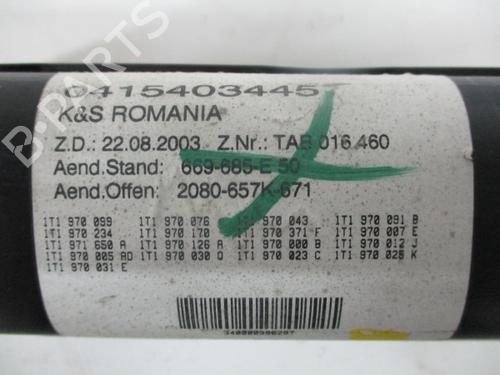 0415403445
K&S ROMANIA
Z.D.: 22.08.2003 Z.Nr.: TAB 016.460
Aend.Stand: 669-685-E 50
Aend.Offen: 2080-657K-671
1T1 970 099 1T1 970 076 1T1 970 043 1T1 970 091 B
1T1 970 234 1T1 970 170 1T1 970 371 F 1T1 970 007 E
1T1 971 650 A 1T1 970 126 A 1T1 970 000 B 1T1 970 012 J
1T1 970 005 AD 1T1 970 030 Q 1T1 970 023 C 1T1 970 025 K
1T1 970 031 E
B-PARTS